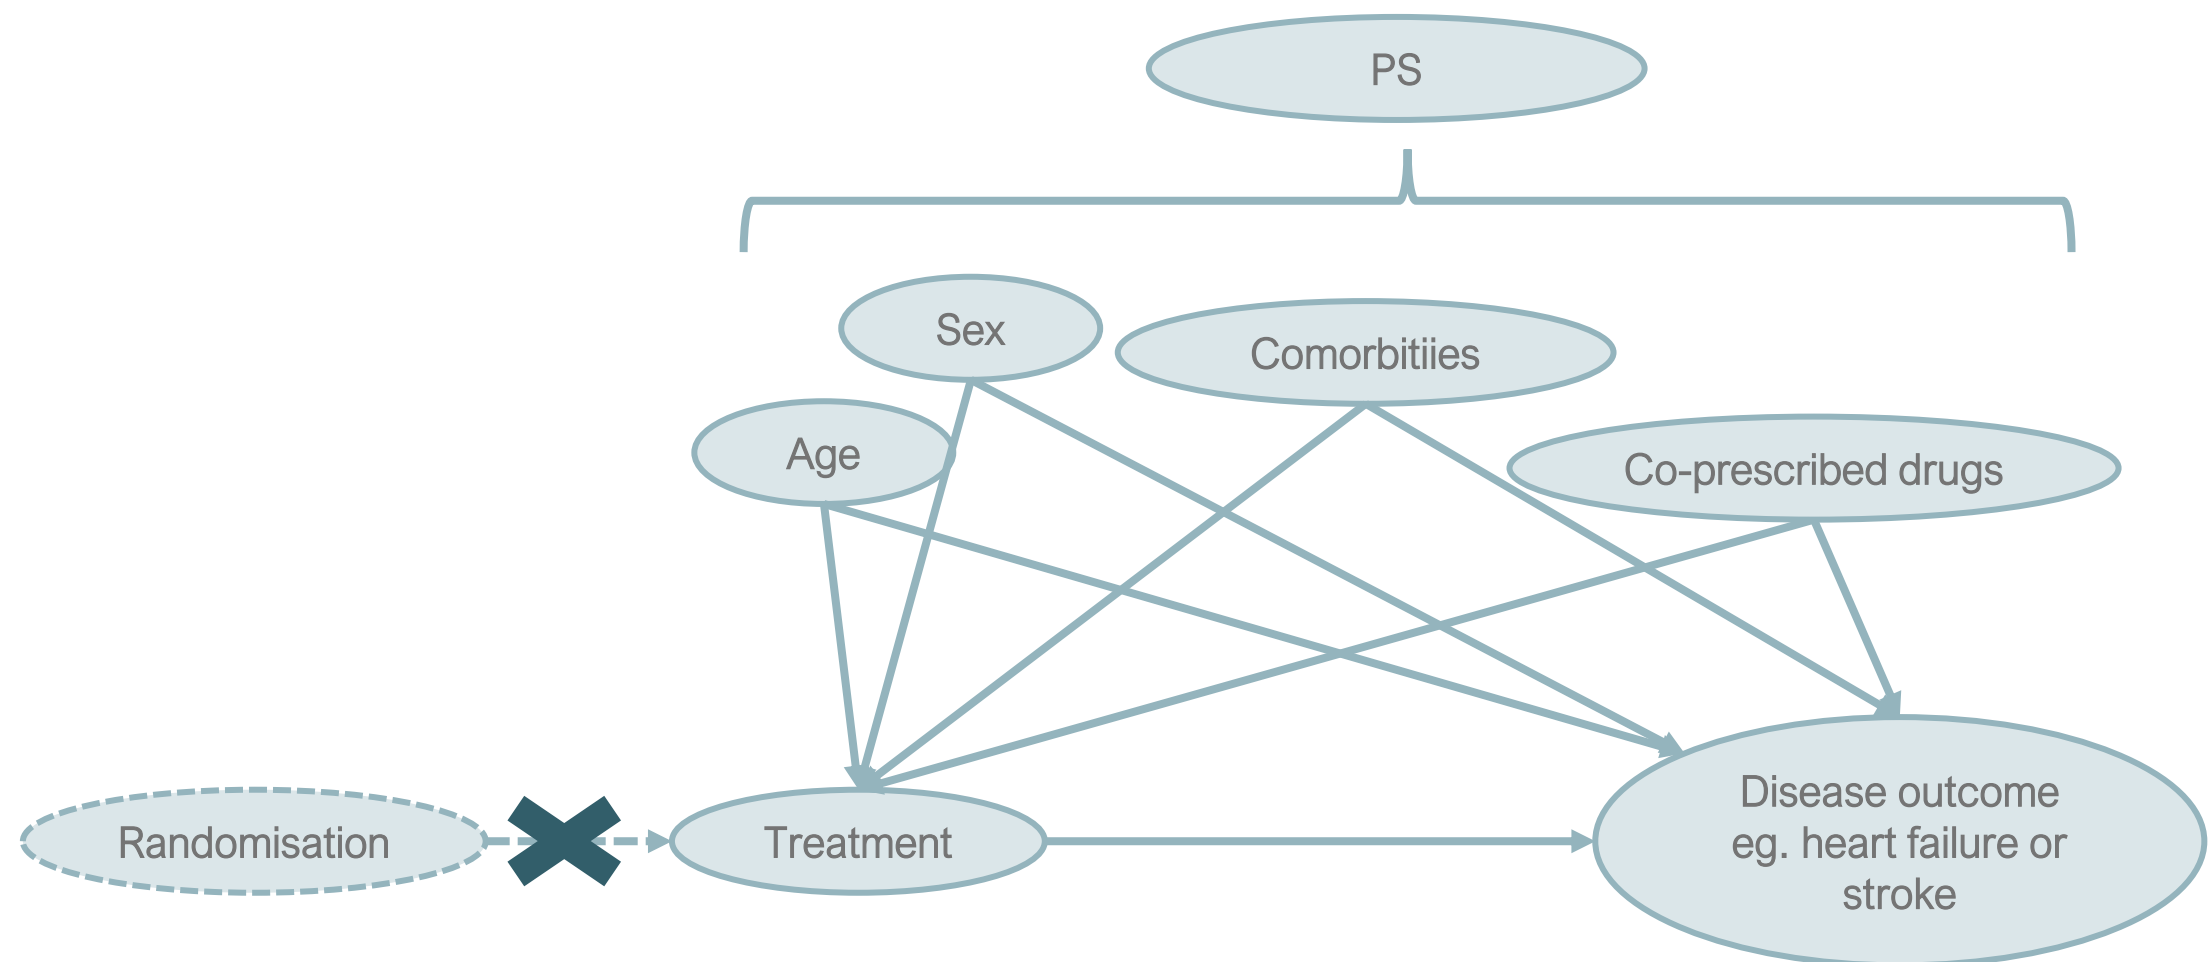 PS
Sex
Comorbitiies
Age
Co-prescribed drugs
Randomisation
Treatment
Disease outcome
eg. heart failure or
stroke